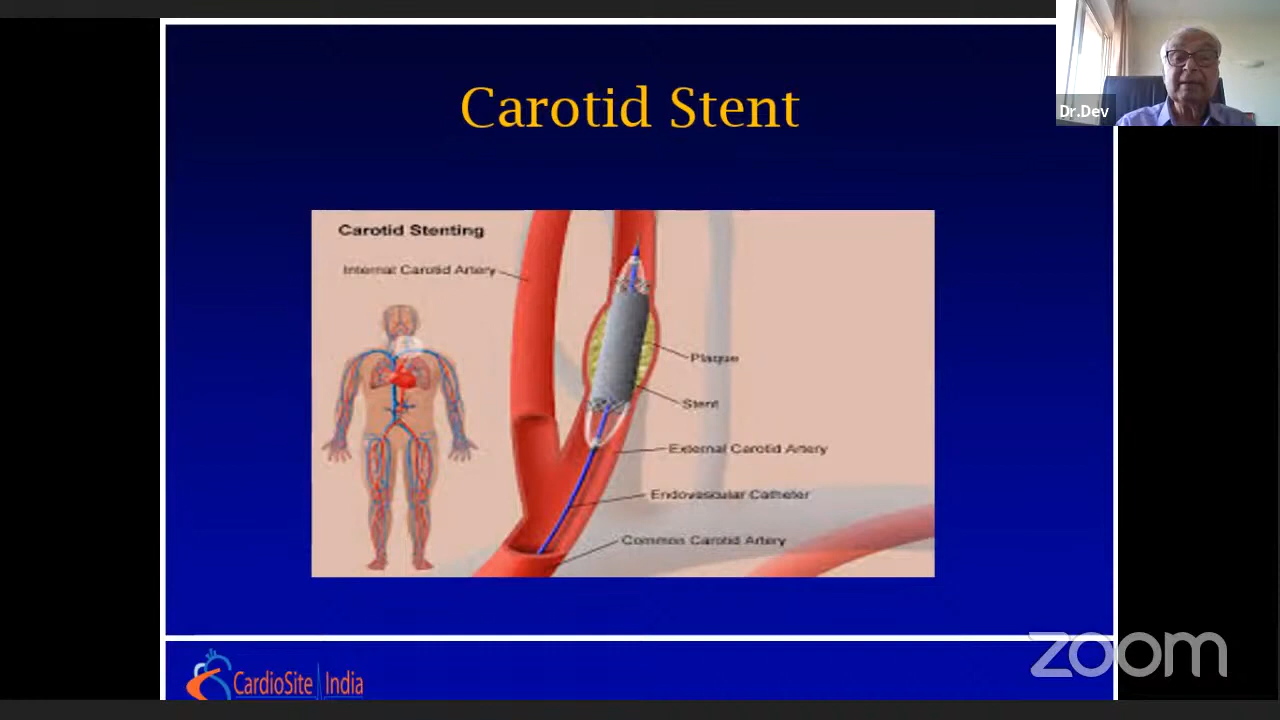 Carotid Stent
Dr.Dev
Carotid Stenting
Internal Carotid Artery
Plaque
Stent
External Carotid Artery
Endovascular Catheter
Common Carotid Artery
CardioSite India
zoom